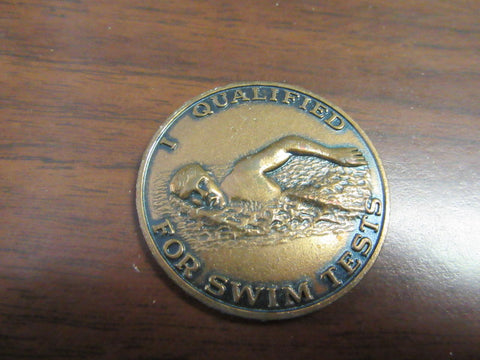 I QUALIFIED
FOR SWIM TESTS